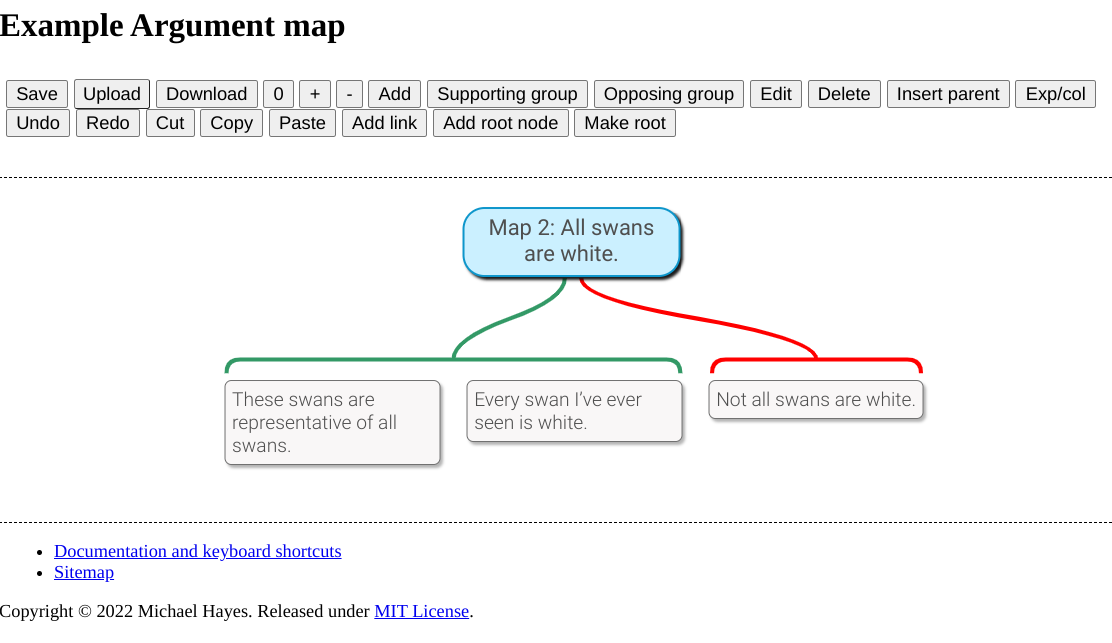 Example Argument map
Save Upload Download 0 + - Add Supporting group Opposing group Edit Delete Insert parent Exp/col
Undo Redo Cut Copy Paste Add link Add root node Make root
Map 2: All swans
are white.
These swans are
representative of all
swans.
Every swan I’ve ever
seen is white.
Not all swans are white.
Documentation and keyboard shortcuts
Sitemap
Copyright © 2022 Michael Hayes. Released under MIT License.